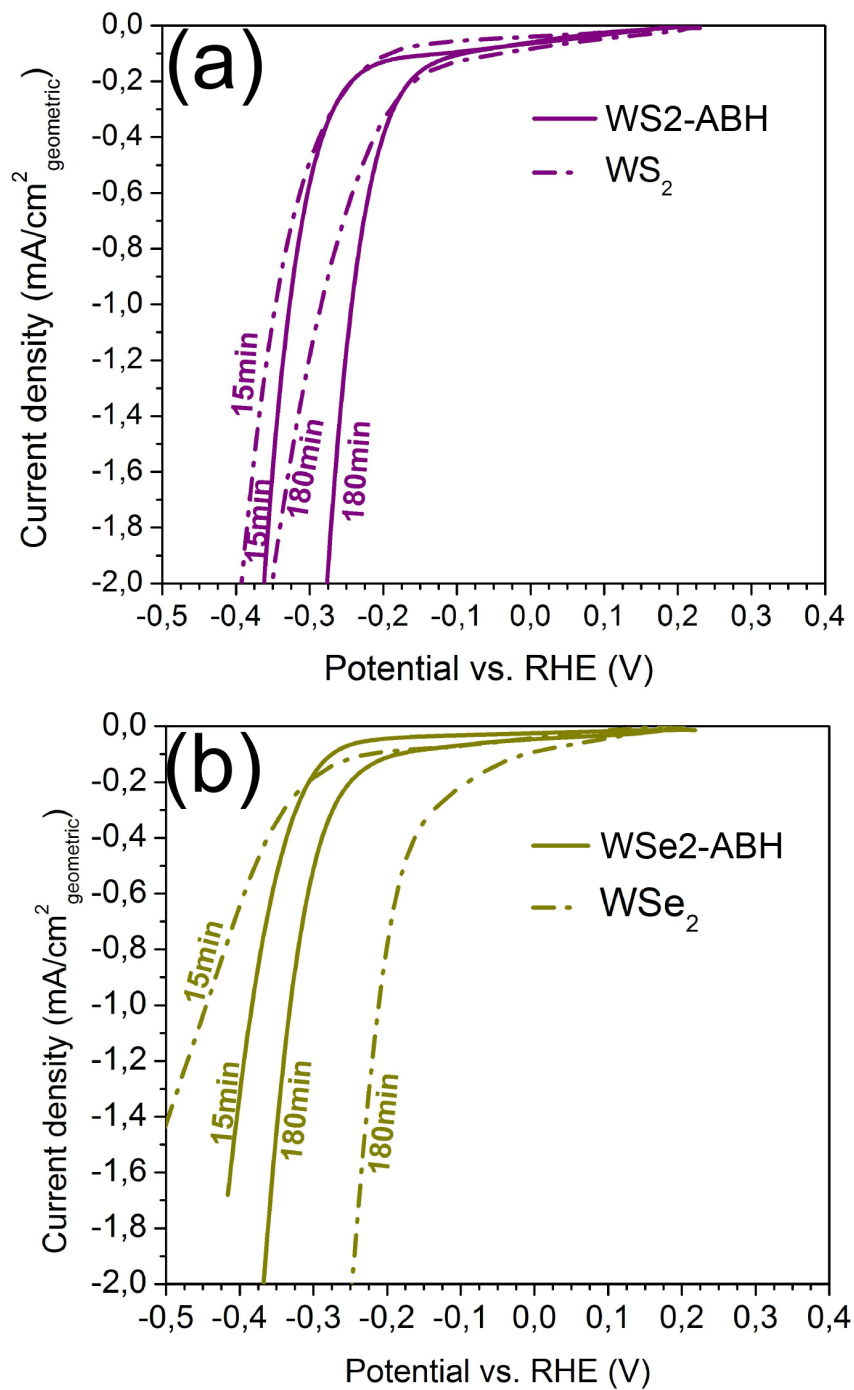 (a)
0,0
-0,2
-0,4
-0,6
-0,8
-1,0
-1,2
-1,4
-1,6
-1,8
-2,0
Current density (mA/cm²geometric)
WS2-ABH
WS₂
15min
15min
180min
180min
-0,5 -0,4 -0,3 -0,2 -0,1 0,0 0,1 0,2 0,3 0,4
Potential vs. RHE (V)
(b)
0,0
-0,2
-0,4
-0,6
-0,8
-1,0
-1,2
-1,4
-1,6
-1,8
-2,0
Current density (mA/cm²geometric)
WSe2-ABH
WSe₂
15min
15min
180min
180min
-0,5 -0,4 -0,3 -0,2 -0,1 0,0 0,1 0,2 0,3 0,4
Potential vs. RHE (V)